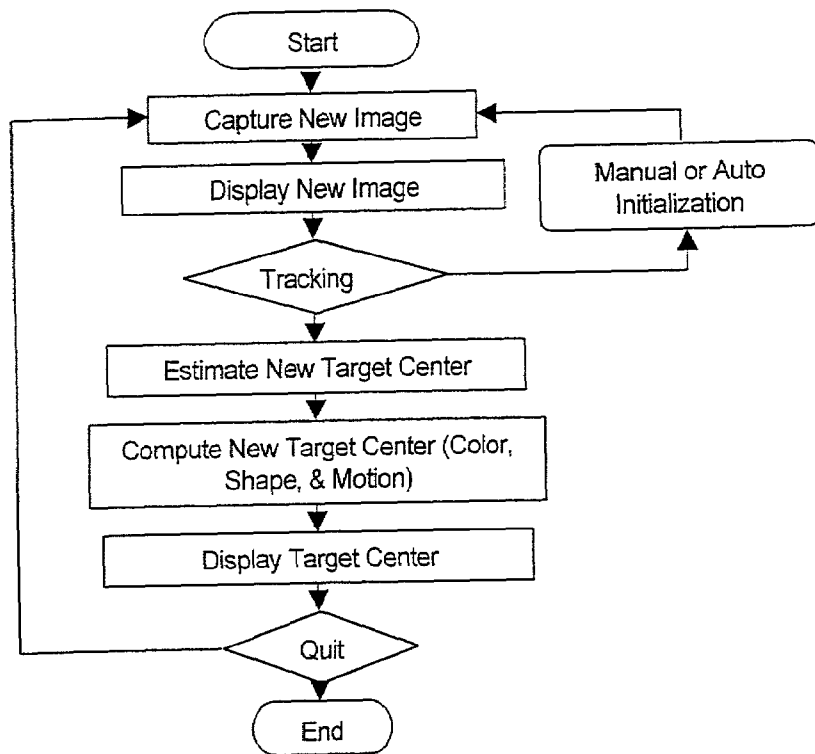 Start
Capture New Image
Display New Image
Manual or Auto
Initialization
Tracking
Estimate New Target Center
Compute New Target Center (Color,
Shape, & Motion)
Display Target Center
Quit
End